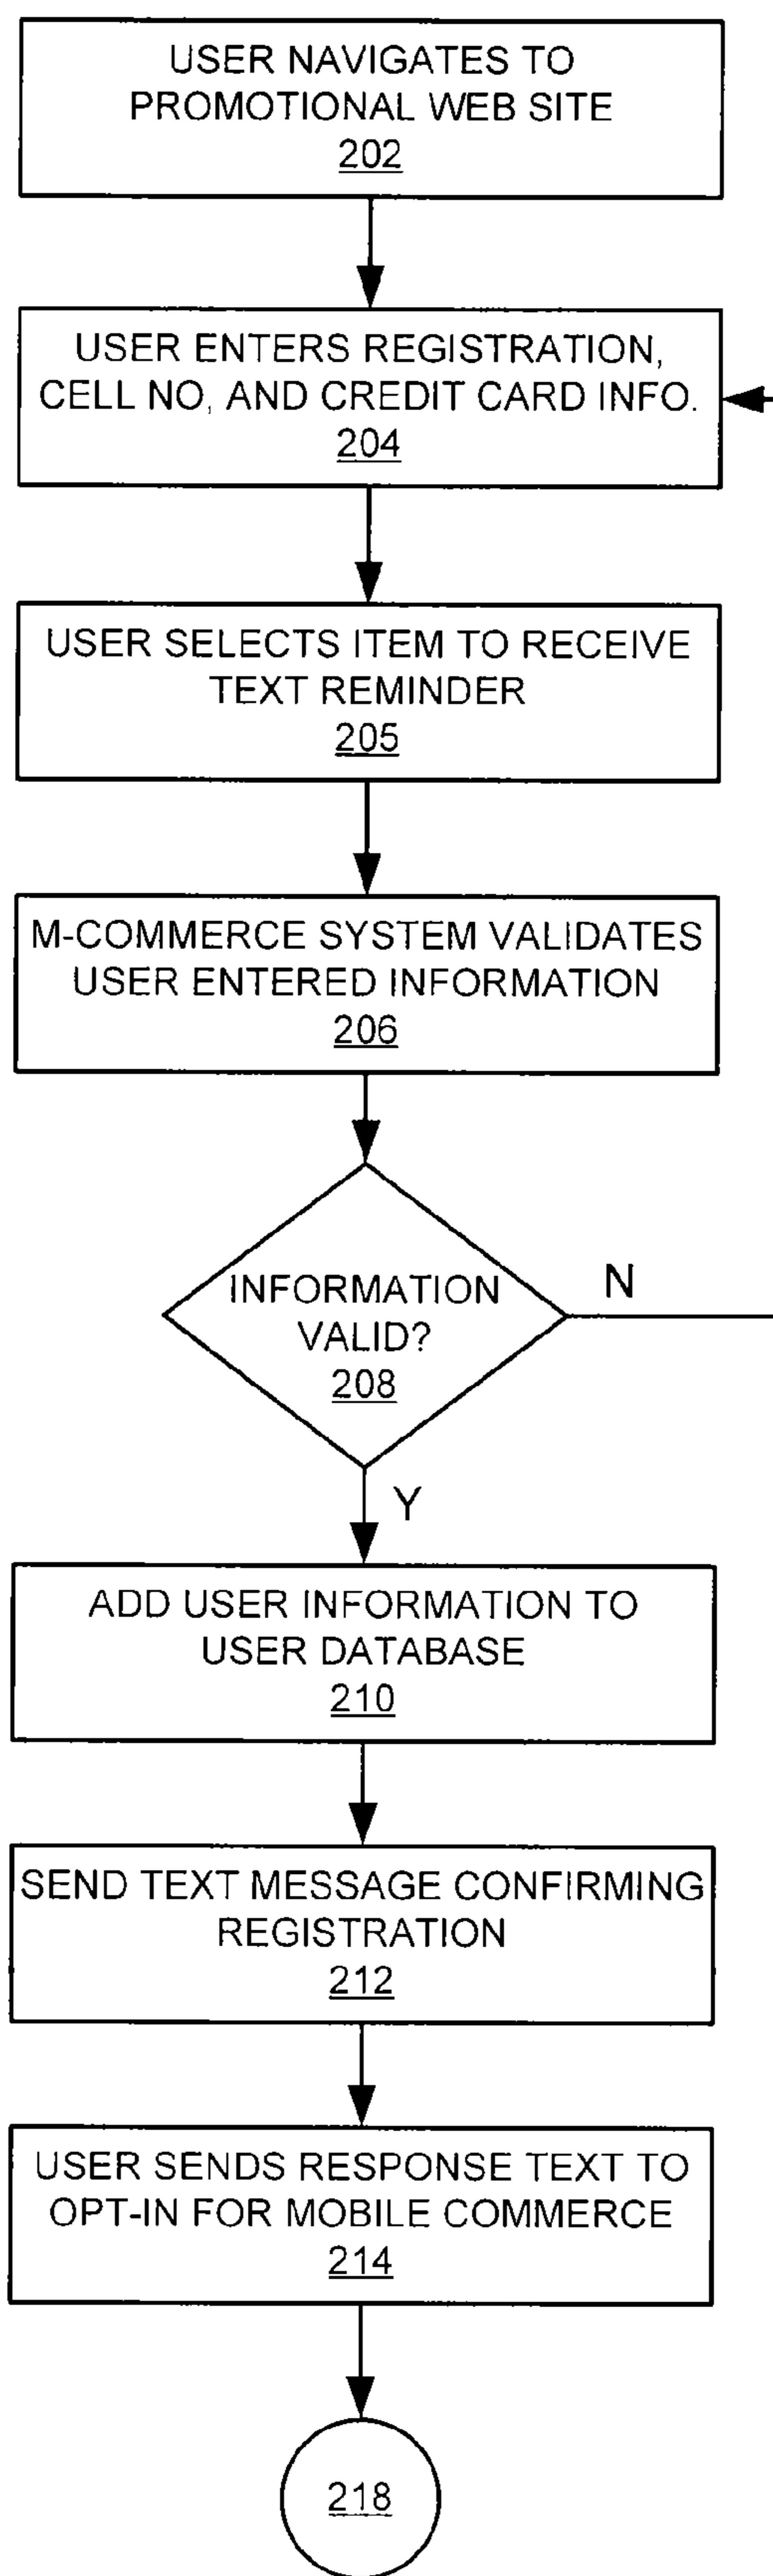 USER NAVIGATES TO
PROMOTIONAL WEB SITE
202
USER ENTERS REGISTRATION,
CELL NO, AND CREDIT CARD INFO.
204
USER SELECTS ITEM TO RECEIVE
TEXT REMINDER
205
M-COMMERCE SYSTEM VALIDATES
USER ENTERED INFORMATION
206
INFORMATION
VALID?
208
N
Y
ADD USER INFORMATION TO
USER DATABASE
210
SEND TEXT MESSAGE CONFIRMING
REGISTRATION
212
USER SENDS RESPONSE TEXT TO
OPT-IN FOR MOBILE COMMERCE
214
218